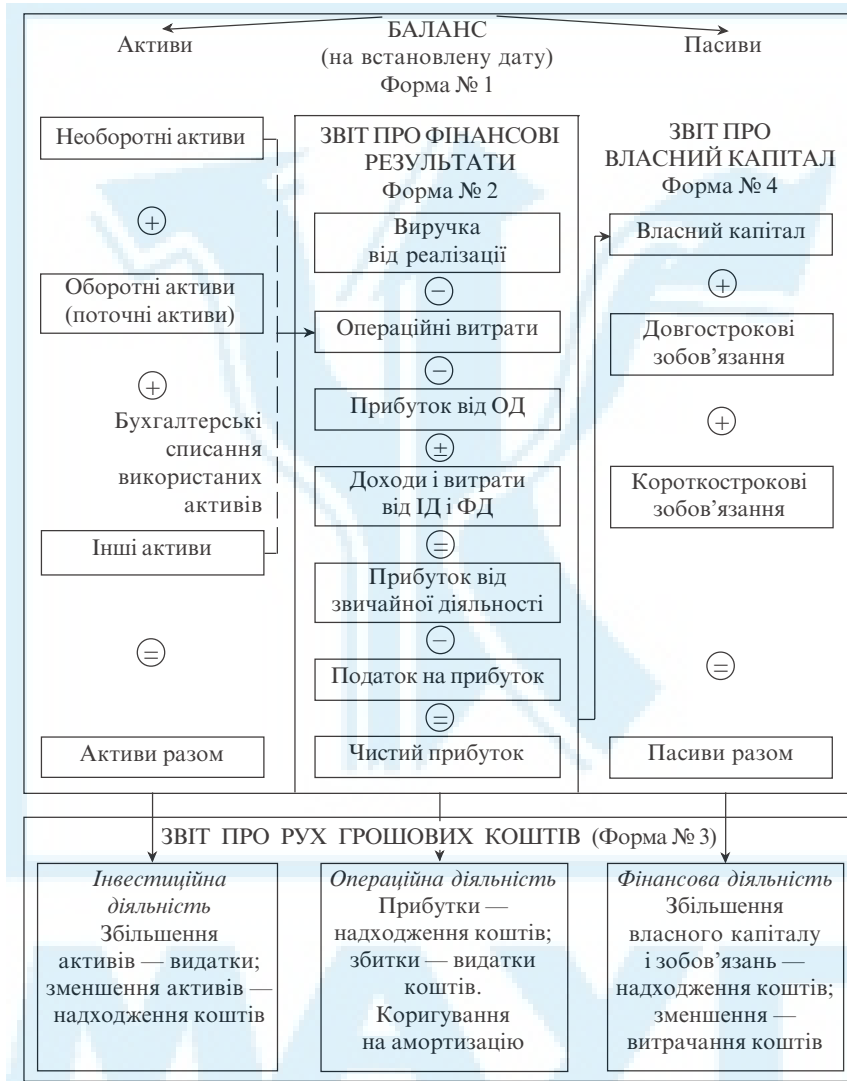 БАЛАНС
(на встановлену дату)
Форма № 1
Активи
Пасиви
Необоротні активи
+
Оборотні активи
(поточні активи)
+
Бухгалтерські
списання
використаних
активів
Інші активи
=
Активи разом
ЗВІТ ПРО ФІНАНСОВІ
РЕЗУЛЬТАТИ
Форма № 2
Виручка
від реалізації
−
Операційні витрати
−
Прибуток від ОД
±
Доходи і витрати
від ІД і ФД
=
Прибуток від
звичайної діяльності
−
Податок на прибуток
=
Чистий прибуток
ЗВІТ ПРО
ВЛАСНИЙ КАПІТАЛ
Форма № 4
Власний капітал
+
Довгострокові
зобов'язання
+
Короткострокові
зобов'язання
=
Пасиви разом
ЗВІТ ПРО РУХ ГРОШОВИХ КОШТІВ (Форма № 3)
Інвестиційна
діяльність
Збільшення
активів — видатки;
зменшення активів —
надходження коштів
Операційна діяльність
Прибутки —
надходження коштів;
збитки — видатки
коштів.
Коригування
на амортизацію
Фінансова діяльність
Збільшення
власного капіталу
і зобов'язань —
надходження коштів;
зменшення —
витрачання коштів
МАУП